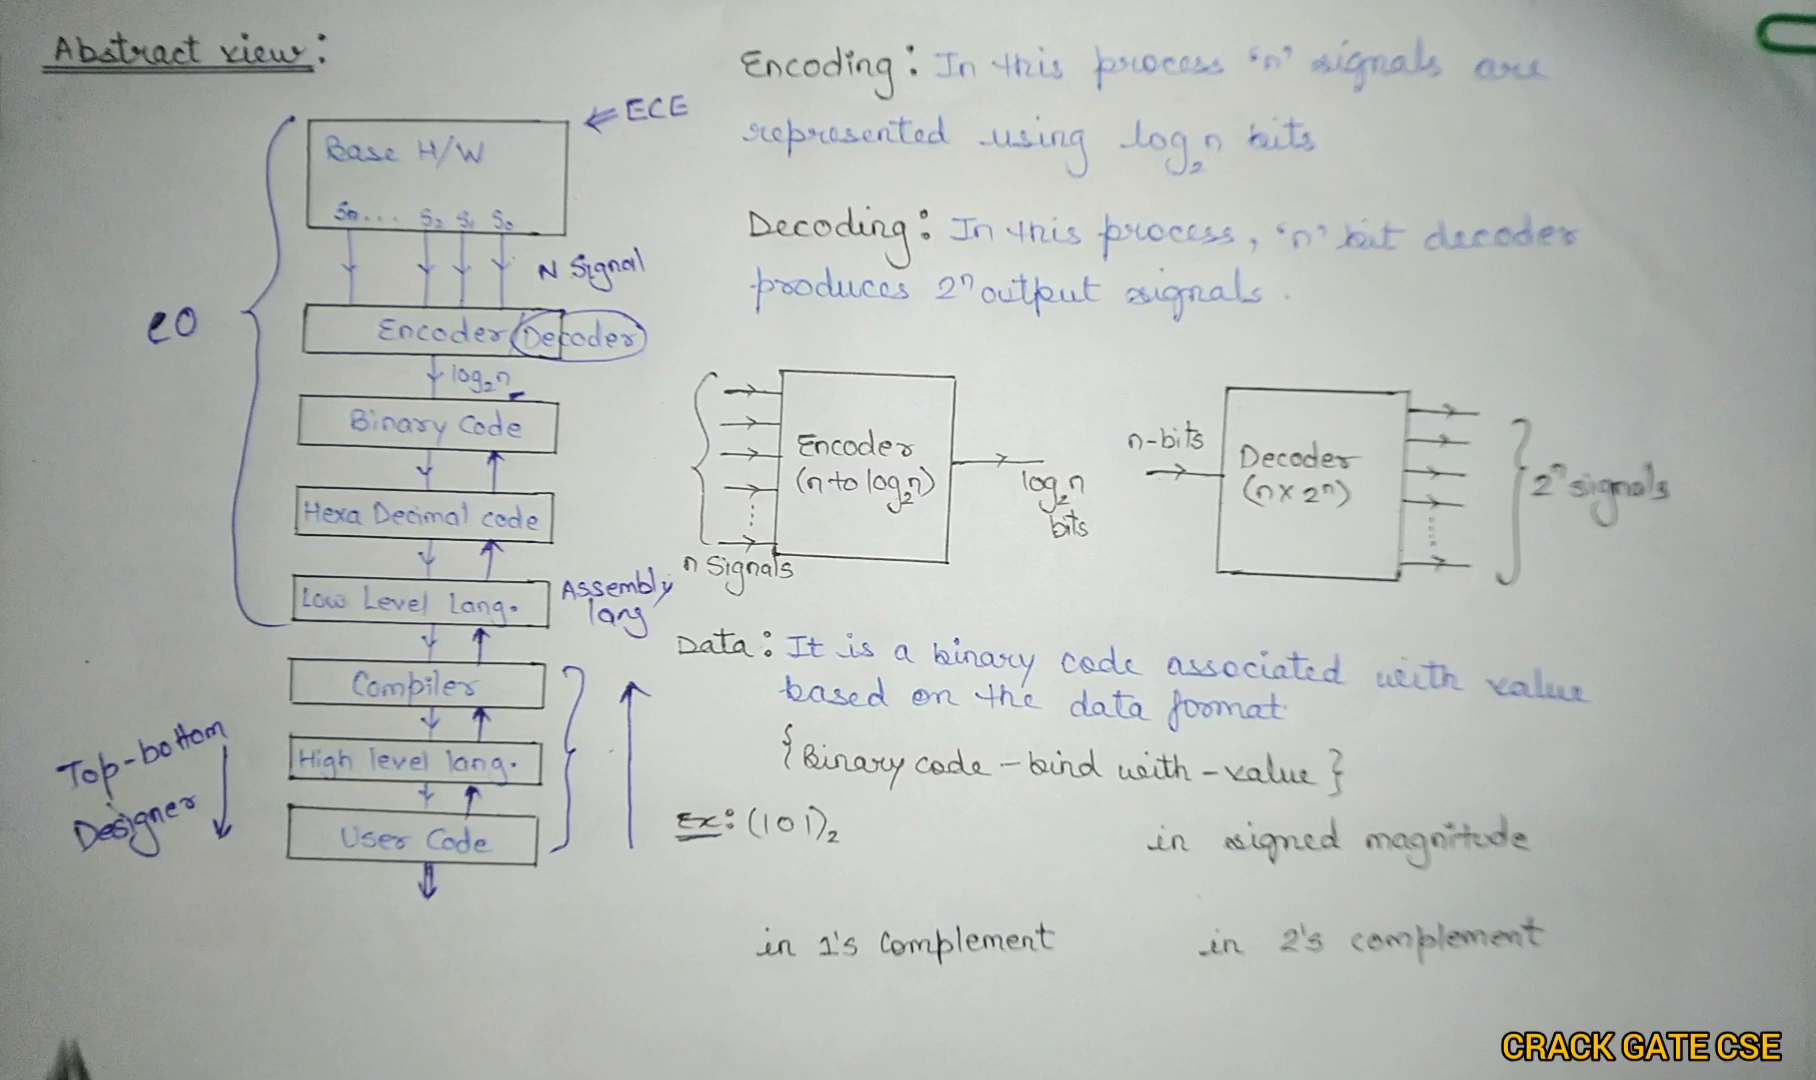 Abstract view:
← ECE
Base H/W
Sn... S2 S1 S0
N Signal
CO
Encoder Decoder
log₂n
Binary Code
Hexa Decimal code
Low Level lang.
Assembly
lang
Compiler
High level lang.
User Code
Top-bottom
Designer
Encoding: In this process 'n' signals are
represented using log₂n bits
Decoding: In this process, 'n' bit decoder
produces 2ⁿ output signals.
Encoder
(n to log₂n)
n Signals
log₂n
bits
n-bits
Decoder
(n x 2ⁿ)
2ⁿ signals
Data: It is a binary code associated with value
based on the data format
{Binary code - bind with - value}
Ex: (101)₂
in signed magnitude
in 1's Complement
in 2's complement
CRACK GATE CSE